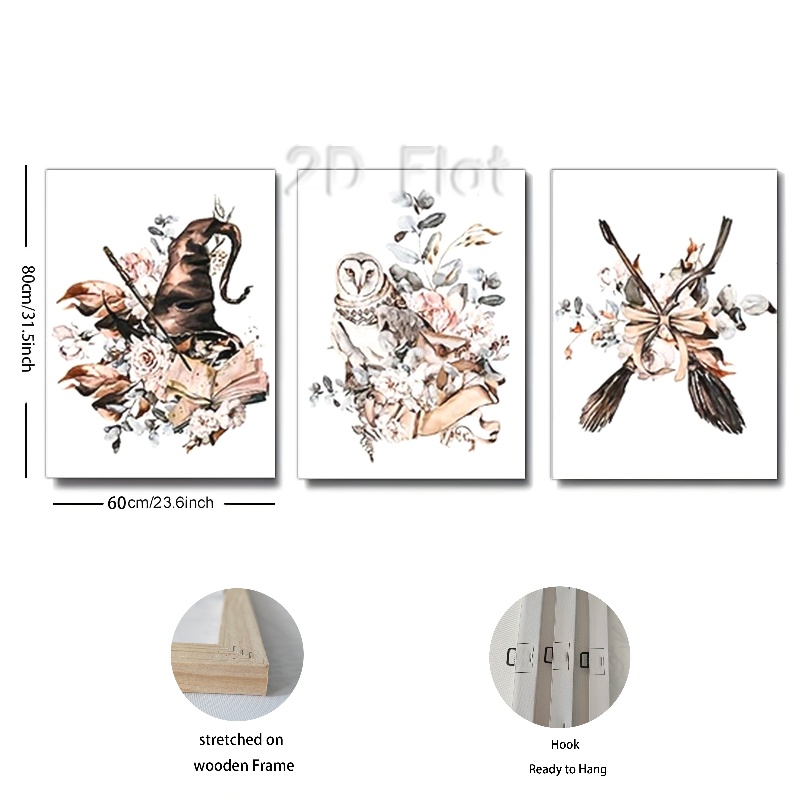 2D Flat
80cm/31.5inch
60cm/23.6inch
stretched on
wooden Frame
Hook
Ready to Hang